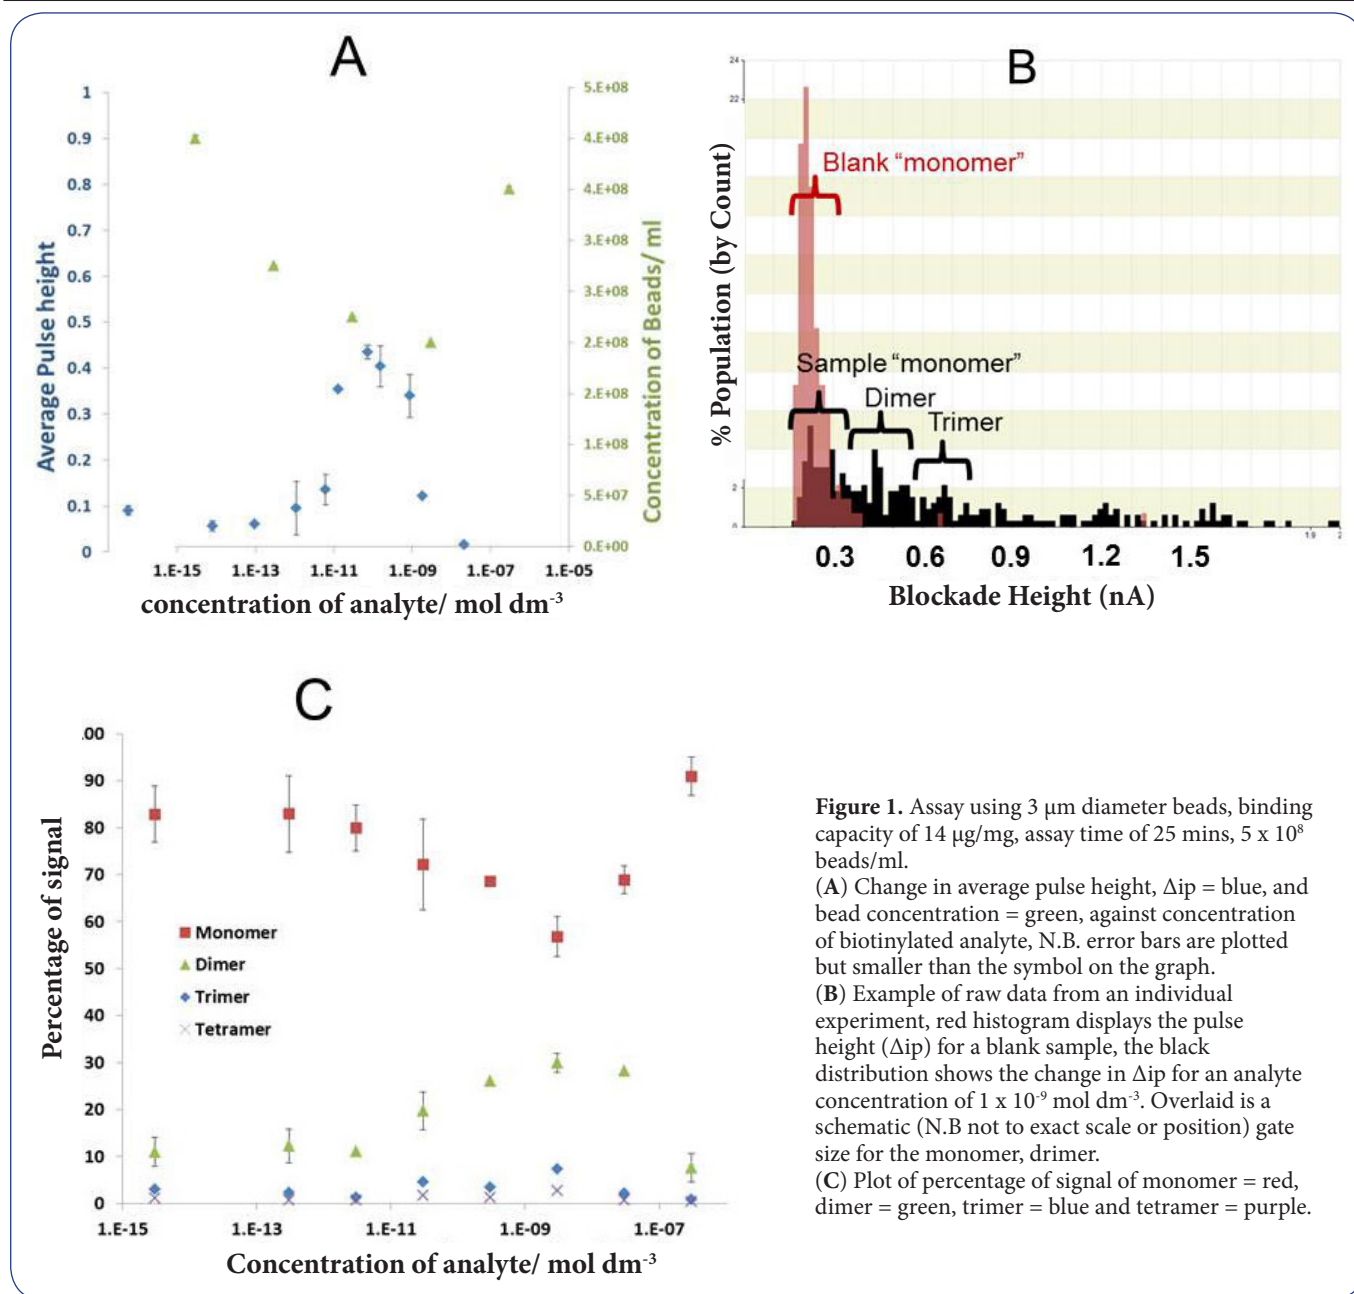 A
1
0.9
0.8
0.7
0.6
0.5
0.4
0.3
0.2
0.1
0
Average Pulse height
5.E+08
4.E+08
4.E+08
3.E+08
3.E+08
2.E+08
2.E+08
1.E+08
5.E+07
0.E+00
Concentration of Beads/ ml
1.E-15 1.E-13 1.E-11 1.E-09 1.E-07 1.E-05
concentration of analyte/ mol dm-3
B
24
22
2
0
% Population (by Count)
Blank “monomer”
Sample “monomer”
Dimer
Trimer
0.3 0.6 0.9 1.2 1.5 1.9 2
Blockade Height (nA)
C
.00
90
80
70
60
50
40
30
20
10
0
Percentage of signal
Monomer
Dimer
Trimer
Tetramer
1.E-15 1.E-13 1.E-11 1.E-09 1.E-07
Concentration of analyte/ mol dm-3
Figure 1. Assay using 3 µm diameter beads, binding
capacity of 14 µg/mg, assay time of 25 mins, 5 x 10⁸
beads/ml.
(A) Change in average pulse height, Δip = blue, and
bead concentration = green, against concentration
of biotinylated analyte, N.B. error bars are plotted
but smaller than the symbol on the graph.
(B) Example of raw data from an individual
experiment, red histogram displays the pulse
height (Δip) for a blank sample, the black
distribution shows the change in Δip for an analyte
concentration of 1 x 10-9 mol dm-3. Overlaid is a
schematic (N.B not to exact scale or position) gate
size for the monomer, drimer.
(C) Plot of percentage of signal of monomer = red,
dimer = green, trimer = blue and tetramer = purple.